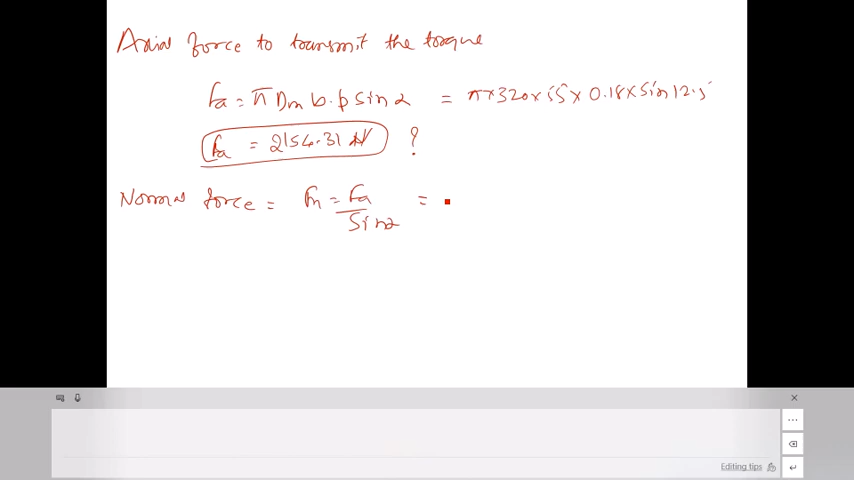 Axial force to transmit the torque
Fa = π Dm b.p sin α = π x 320 x 55 x 0.18 x sin 12.5
Fa = 2154.31 N ?
Normal force = Fn = Fa / Sin α =
Editing tips